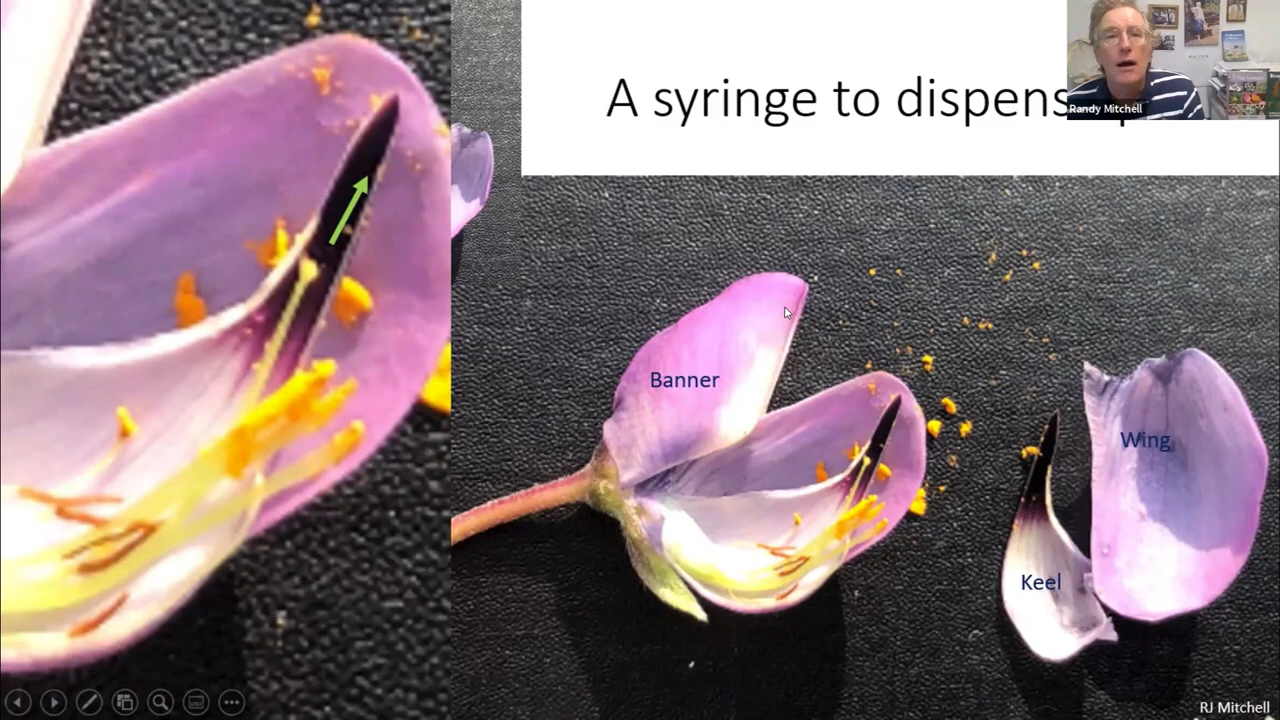 A syringe to dispens
Randy Mitchell
Banner
Wing
Keel
RJ Mitchell